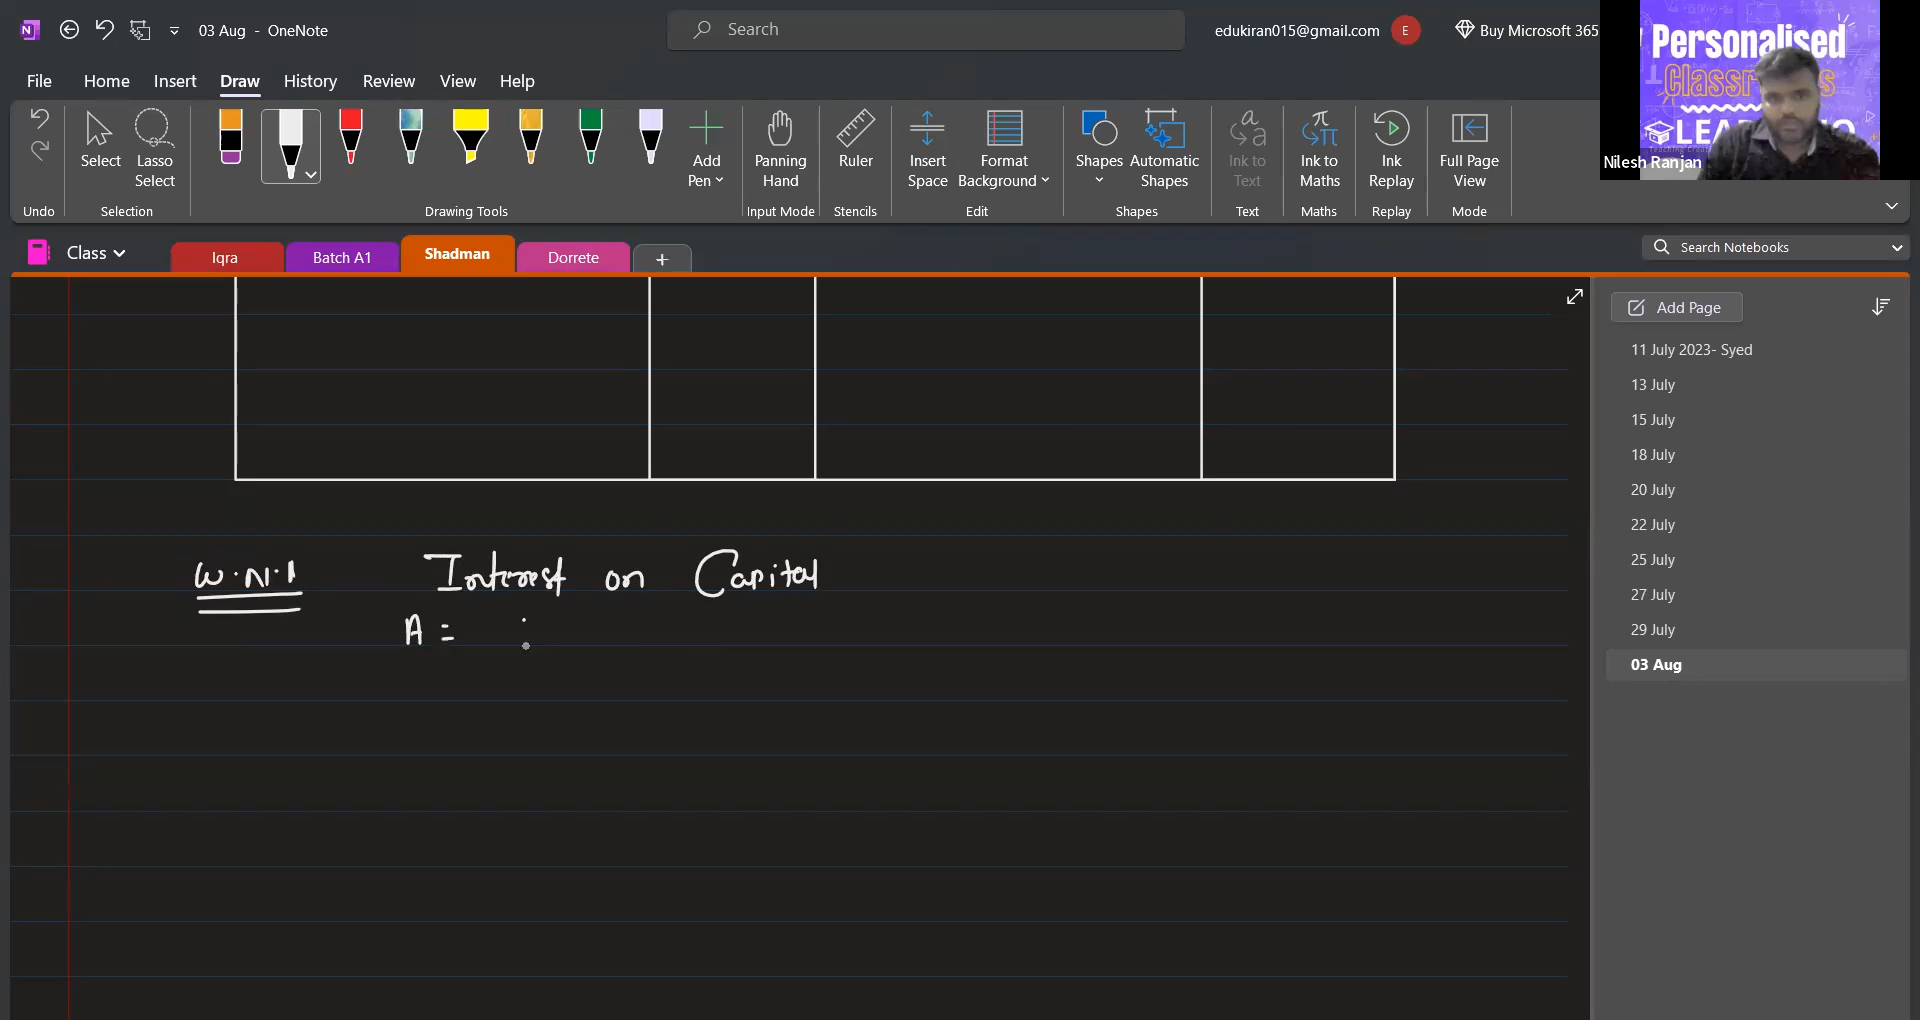 03 Aug - OneNote
Search
edukiran015@gmail.com
E
Buy Microsoft 365
File Home Insert Draw History Review View Help
Select
Lasso Select
Add Pen
Panning Hand
Ruler
Insert Space
Format Background
Shapes
Automatic Shapes
Ink to Text
Ink to Maths
Ink Replay
Full Page View
Undo
Selection
Drawing Tools
Input Mode
Stencils
Edit
Shapes
Text
Maths
Replay
Mode
Personalised
Nilesh Ranjan
Class
Iqra
Batch A1
Shadman
Dorrete
+
Search Notebooks
Add Page
11 July 2023- Syed
13 July
15 July
18 July
20 July
22 July
25 July
27 July
29 July
03 Aug
W.N.1 Interest on Capital
A =